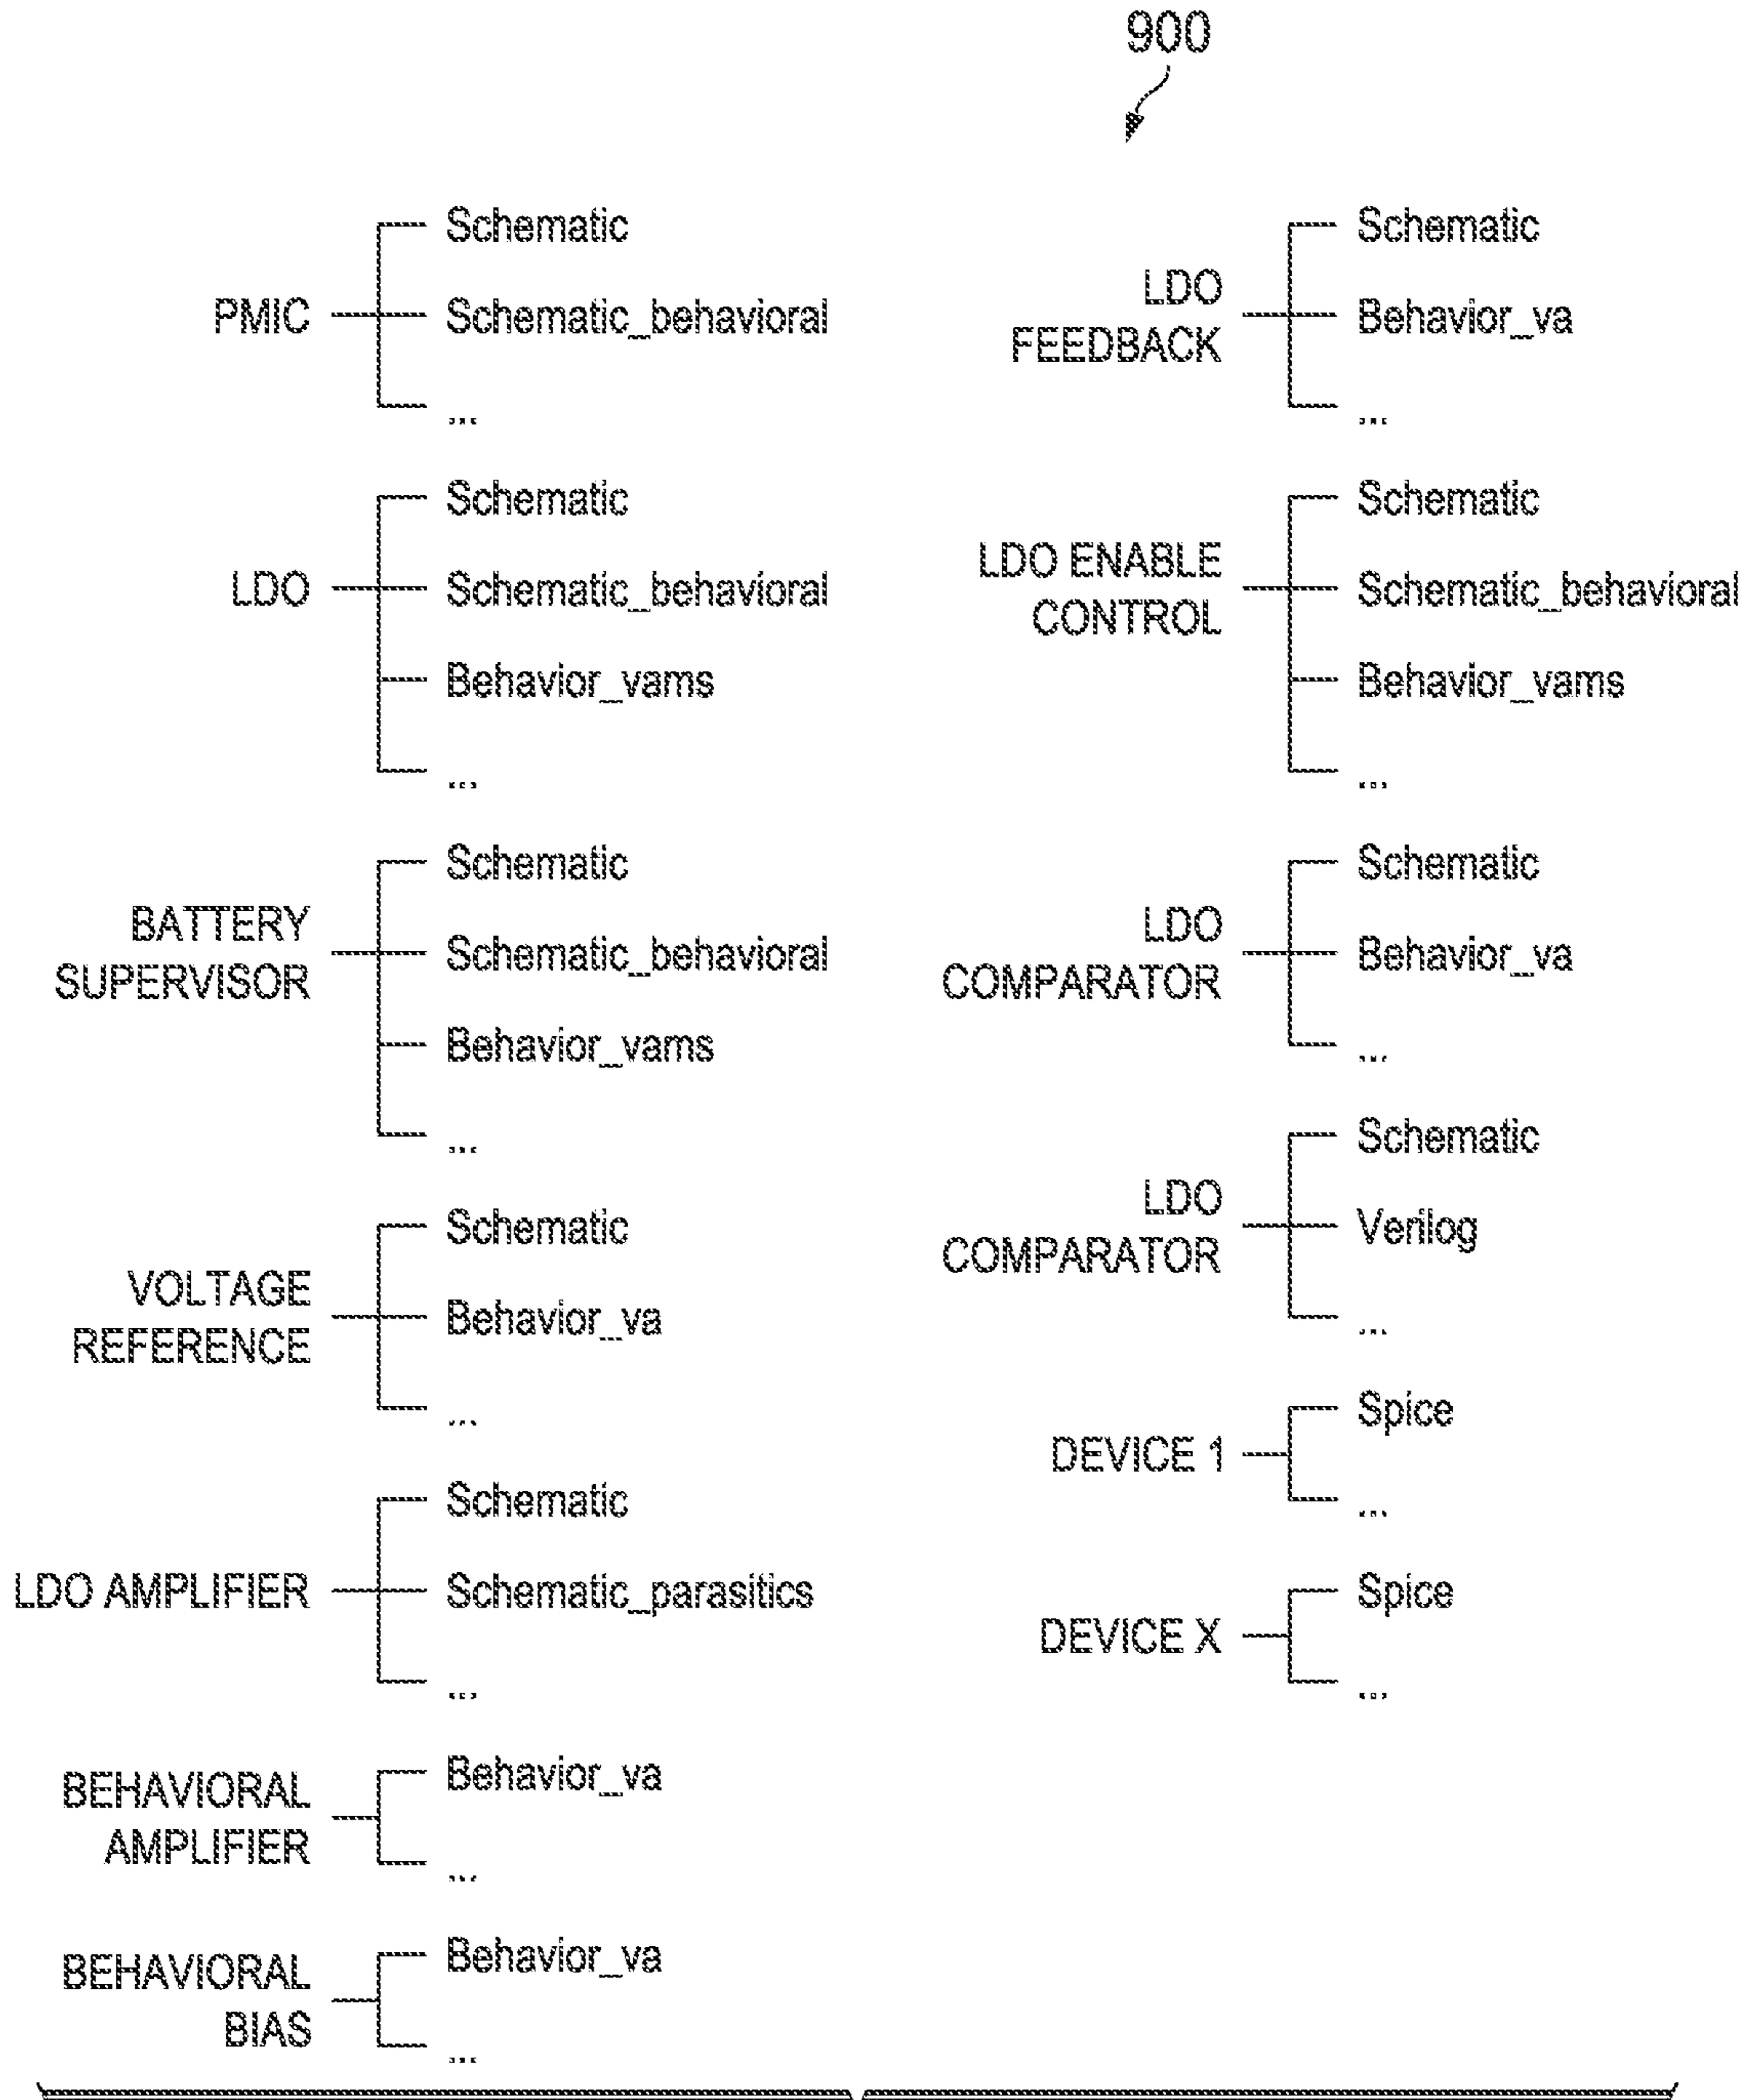 900
PMIC
Schematic
Schematic_behavioral
...
LDO
Schematic
Schematic_behavioral
Behavior_vams
...
BATTERY
SUPERVISOR
Schematic
Schematic_behavioral
Behavior_vams
...
VOLTAGE
REFERENCE
Schematic
Behavior_va
...
LDO AMPLIFIER
Schematic
Schematic_parasitics
...
BEHAVIORAL
AMPLIFIER
Behavior_va
...
BEHAVIORAL
BIAS
Behavior_va
...
LDO
FEEDBACK
Schematic
Behavior_va
...
LDO ENABLE
CONTROL
Schematic
Schematic_behavioral
Behavior_vams
...
LDO
COMPARATOR
Schematic
Behavior_va
...
LDO
COMPARATOR
Schematic
Verilog
...
DEVICE 1
Spice
...
DEVICE X
Spice
...